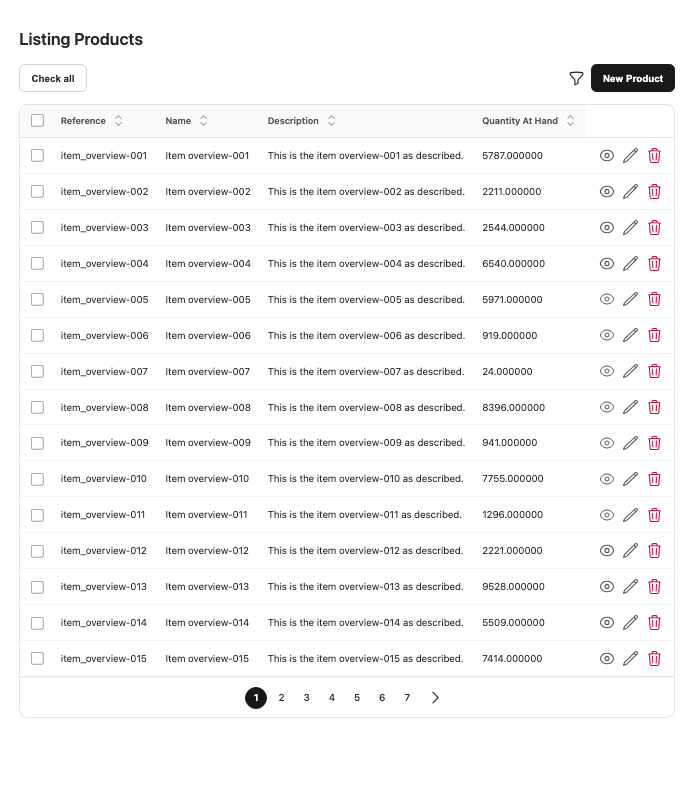 Listing Products
Check all New Product
Reference Name Description Quantity At Hand
item_overview-001 Item overview-001 This is the item overview-001 as described. 5787.000000
item_overview-002 Item overview-002 This is the item overview-002 as described. 2211.000000
item_overview-003 Item overview-003 This is the item overview-003 as described. 2544.000000
item_overview-004 Item overview-004 This is the item overview-004 as described. 6540.000000
item_overview-005 Item overview-005 This is the item overview-005 as described. 5971.000000
item_overview-006 Item overview-006 This is the item overview-006 as described. 919.000000
item_overview-007 Item overview-007 This is the item overview-007 as described. 24.000000
item_overview-008 Item overview-008 This is the item overview-008 as described. 8396.000000
item_overview-009 Item overview-009 This is the item overview-009 as described. 941.000000
item_overview-010 Item overview-010 This is the item overview-010 as described. 7755.000000
item_overview-011 Item overview-011 This is the item overview-011 as described. 1296.000000
item_overview-012 Item overview-012 This is the item overview-012 as described. 2221.000000
item_overview-013 Item overview-013 This is the item overview-013 as described. 9528.000000
item_overview-014 Item overview-014 This is the item overview-014 as described. 5509.000000
item_overview-015 Item overview-015 This is the item overview-015 as described. 7414.000000
1 2 3 4 5 6 7